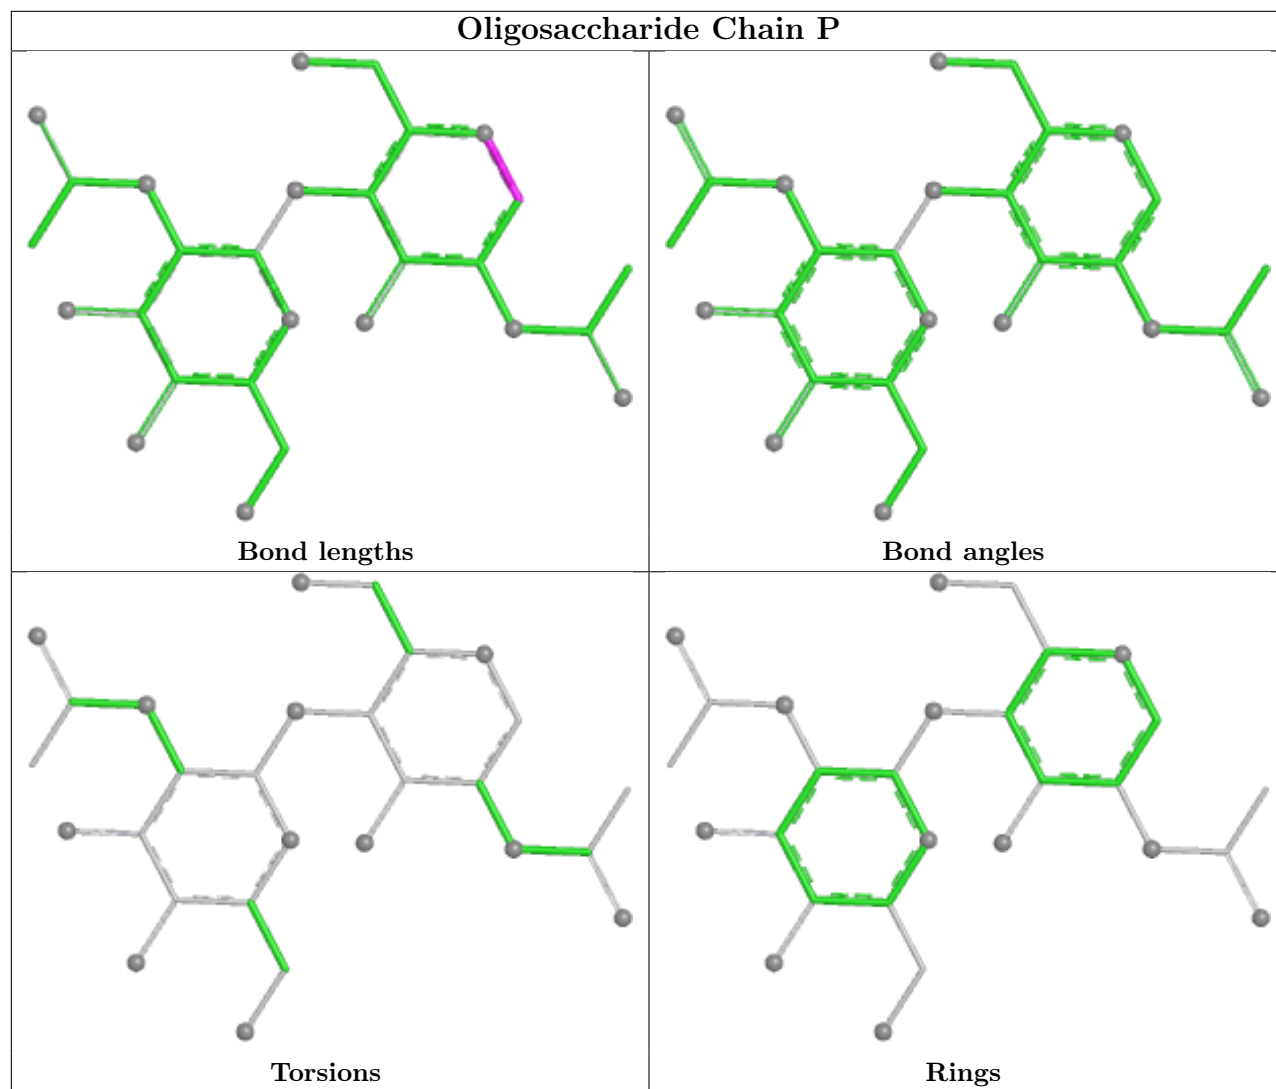 Oligosaccharide Chain P
Bond lengths
Bond angles
Torsions
Rings